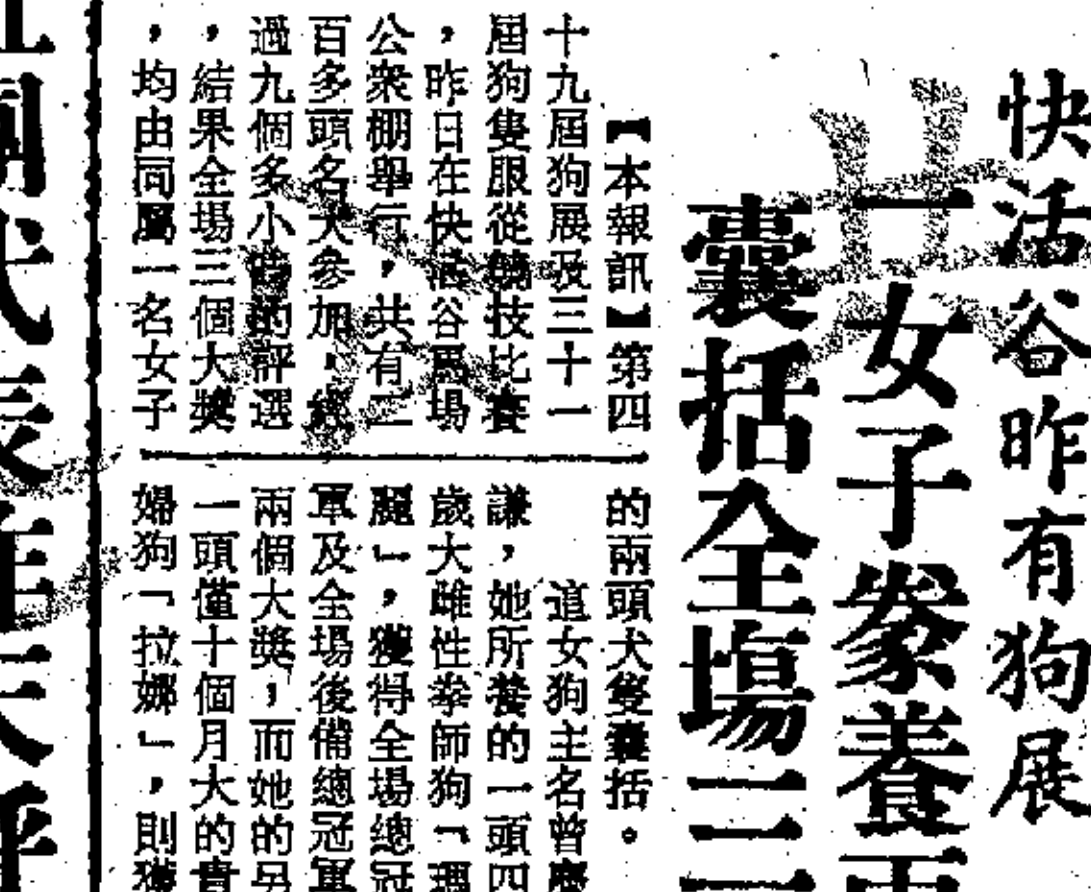 快活谷昨有狗展
一女子豢養
囊括全場三
【本報訊】第四
十九屆狗展及三十一
屆狗隻服從競技比賽
，昨日在快活谷馬場
公衆棚舉行，共有二
百多頭名犬參加，經
過九個多小時的評選
，結果全場三個大獎
，均由同屬一名女子
的兩頭犬隻囊括。
這女狗主名曾慶
謙，她所養的一頭四
歲大雌性拳師狗「瑪
麗」，獲得全場總冠
軍及全場後備總冠軍
兩個大獎，而她的另
一頭僅十個月大的貴
婦狗「拉娜」，則獲